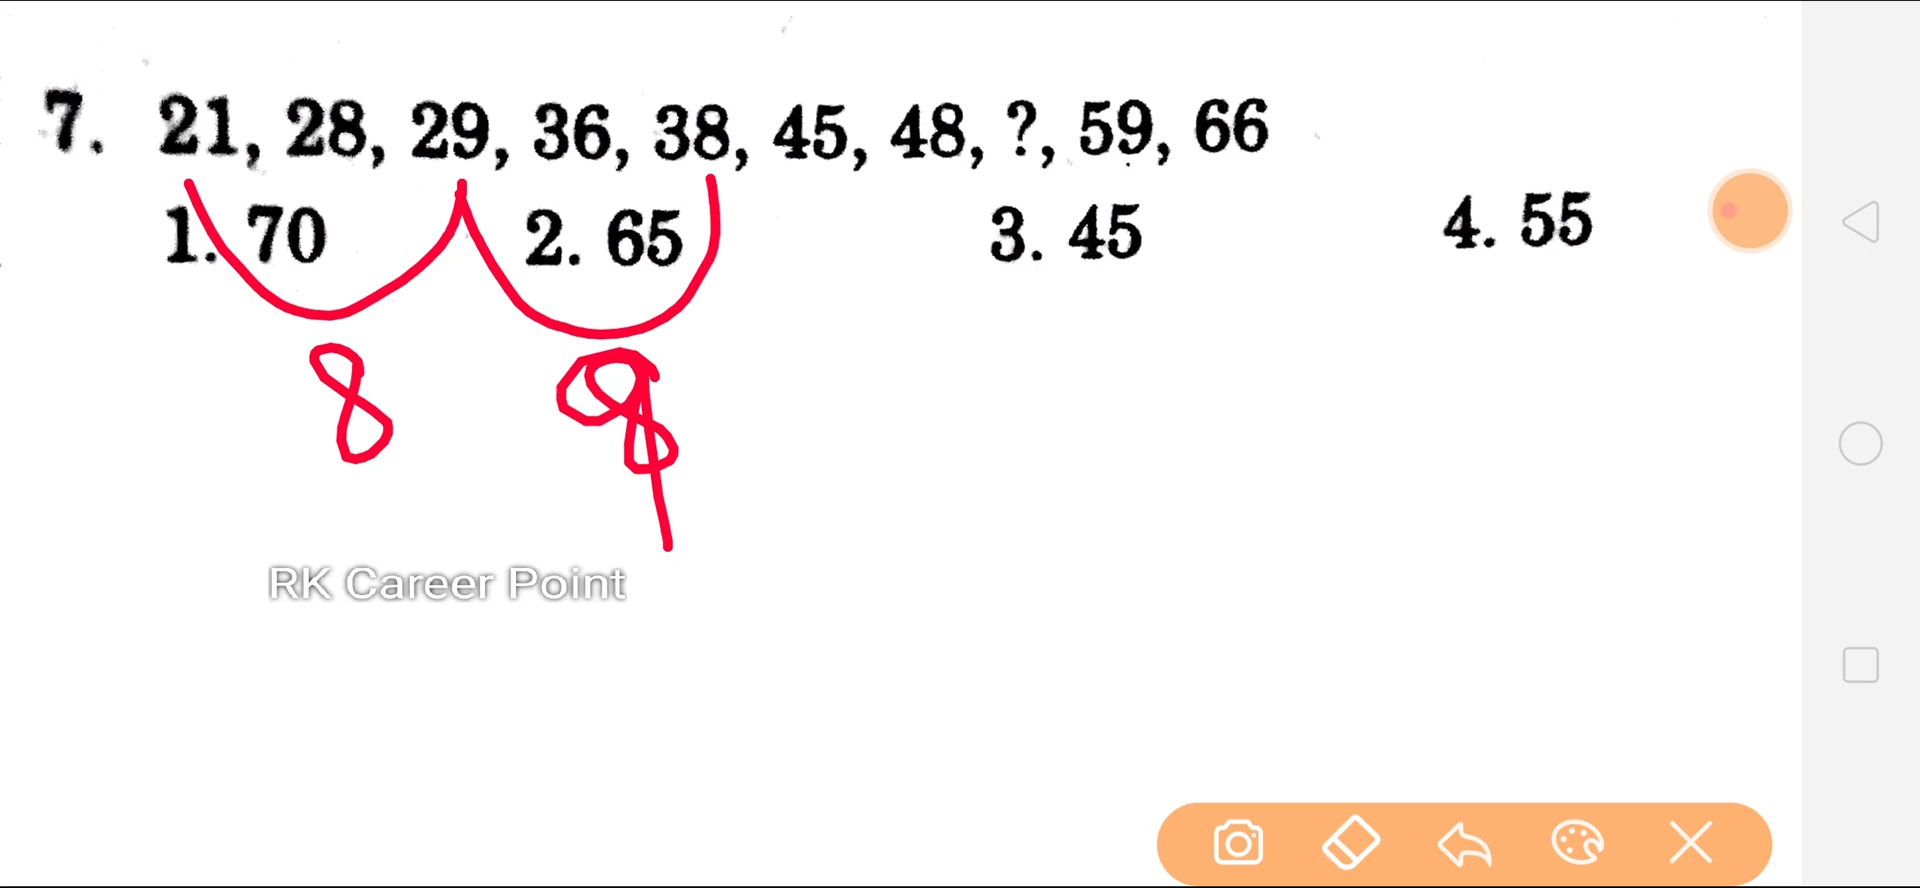 7. 21, 28, 29, 36, 38, 45, 48, ?, 59, 66
1. 70 2. 65 3. 45 4. 55
8 9
RK Career Point